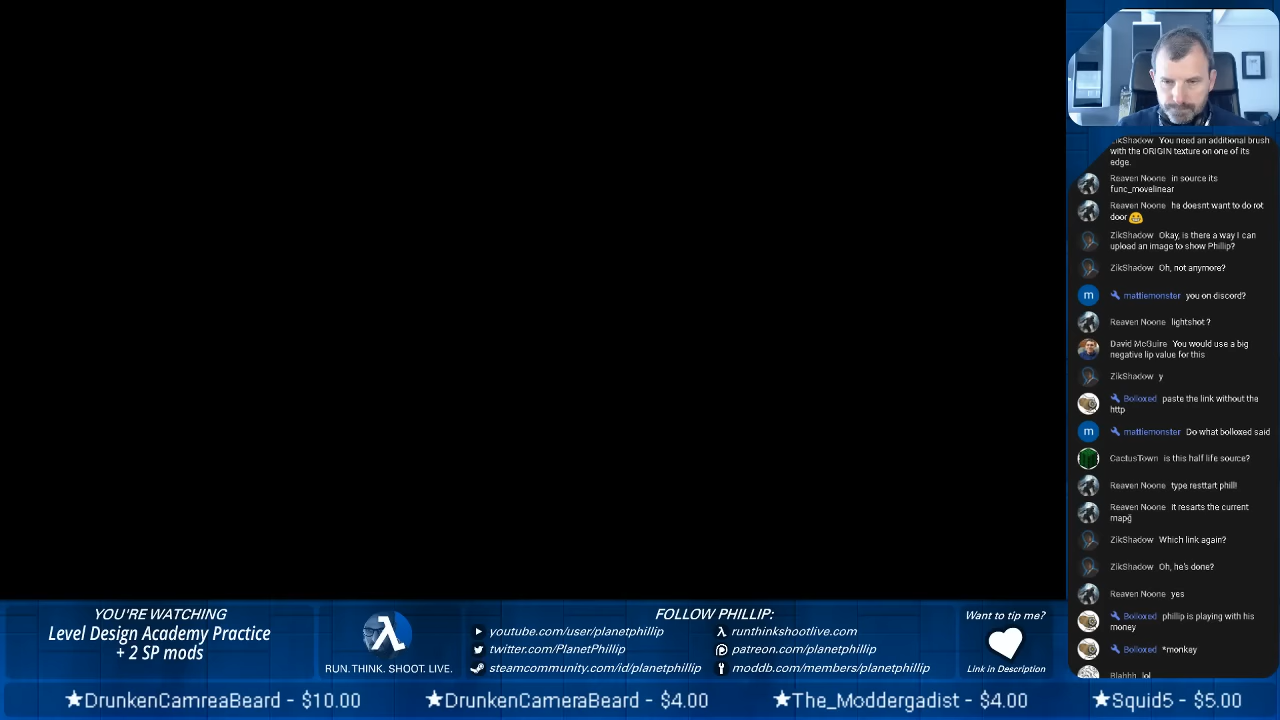 ZikShadow You need an additional brush
with the ORIGIN texture on one of its
edge.
Reaven Noone in source its
func_movelinear
Reaven Noone he doesnt want to do rot
door
ZikShadow Okay, is there a way I can
upload an image to show Phillip?
ZikShadow Oh, not anymore?
m mattiemonster you on discord?
Reaven Noone lightshot ?
David McGuire You would use a big
negative lip value for this
ZikShadow y
Bolloxed paste the link without the
http
m mattiemonster Do what bolloxed said
CactusTown is this half life source?
Reaven Noone type resttart phill!
Reaven Noone it resarts the current
mapğ
ZikShadow Which link again?
ZikShadow Oh, he's done?
Reaven Noone yes
Bolloxed phillip is playing with his
money
Bolloxed *monkey
Blahhh_lol
YOU'RE WATCHING
Level Design Academy Practice
+ 2 SP mods
RUN. THINK. SHOOT. LIVE.
FOLLOW PHILLIP:
youtube.com/user/planetphillip
runthinkshootlive.com
twitter.com/PlanetPhillip
patreon.com/planetphillip
steamcommunity.com/id/planetphillip
moddb.com/members/planetphillip
Want to tip me?
Link in Description
★DrunkenCamreaBeard - $10.00
★DrunkenCameraBeard - $4.00
★The_Moddergadist - $4.00
★Squid5 - $5.00